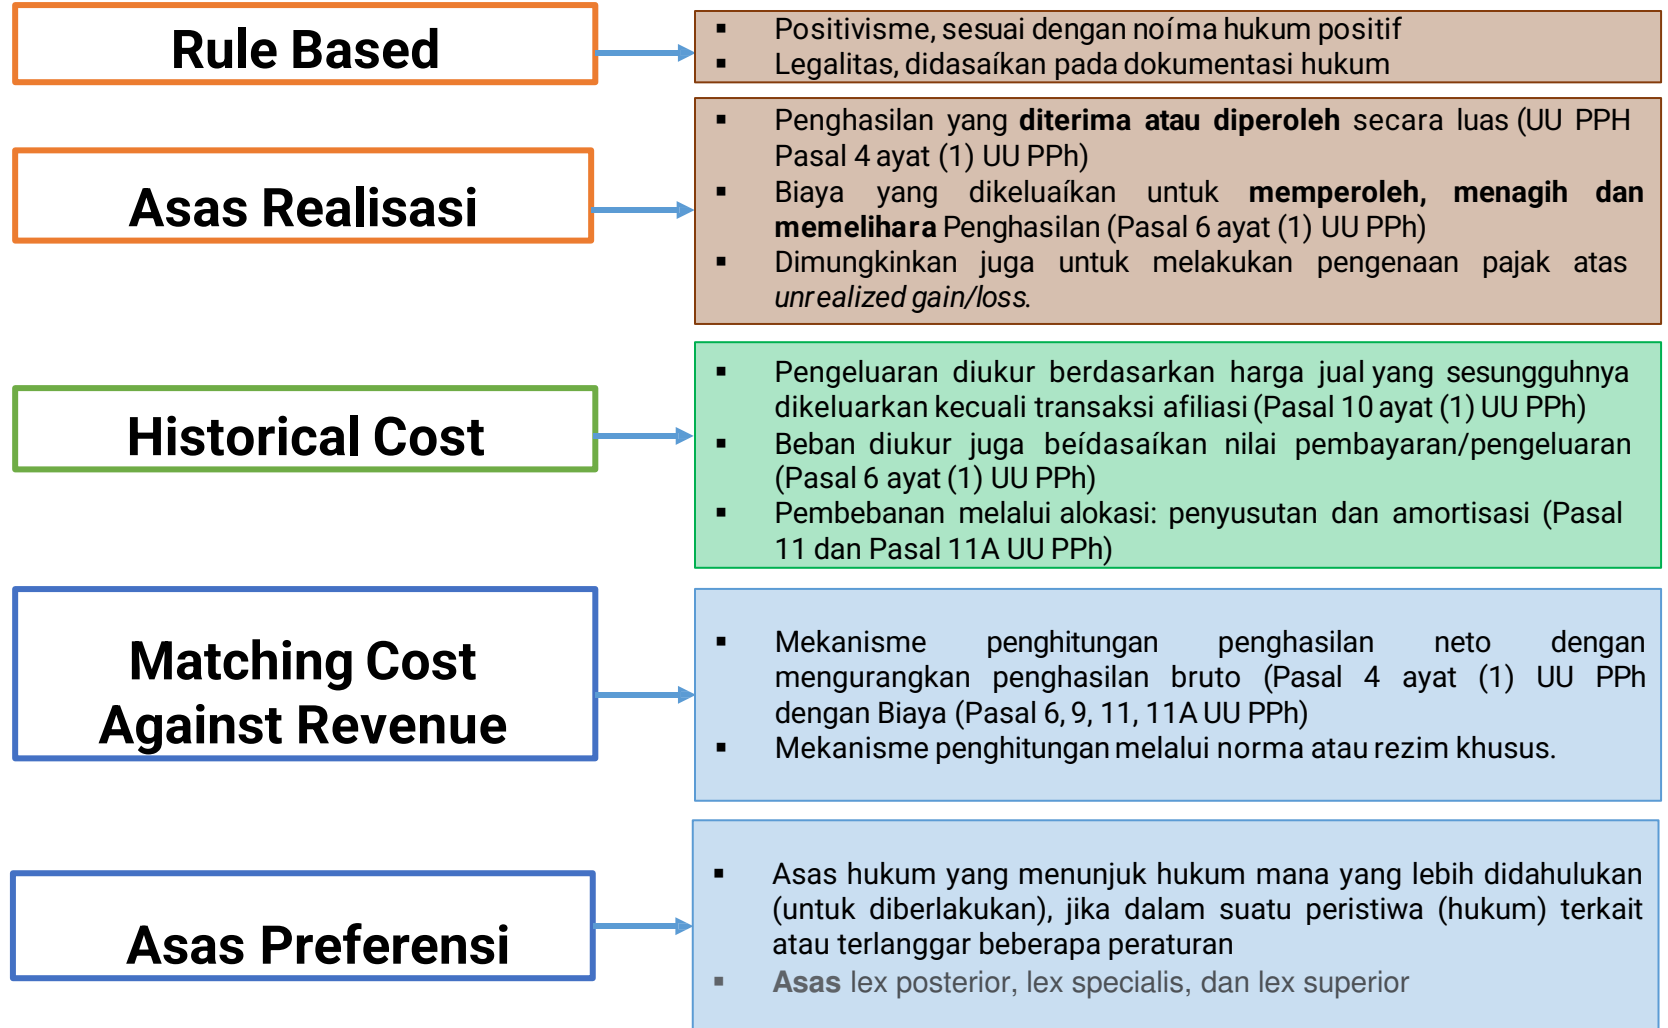 Rule Based
▪ Positivisme, sesuai dengan noíma hukum positif
▪ Legalitas, didasaíkan pada dokumentasi hukum
Asas Realisasi
▪ Penghasilan yang diterima atau diperoleh secara luas (UU PPH
Pasal 4 ayat (1) UU PPh)
▪ Biaya yang dikeluaíkan untuk memperoleh, menagih dan
memelihara Penghasilan (Pasal 6 ayat (1) UU PPh)
▪ Dimungkinkan juga untuk melakukan pengenaan pajak atas
unrealized gain/loss.
Historical Cost
▪ Pengeluaran diukur berdasarkan harga jual yang sesungguhnya
dikeluarkan kecuali transaksi afiliasi (Pasal 10 ayat (1) UU PPh)
▪ Beban diukur juga beídasaíkan nilai pembayaran/pengeluaran
(Pasal 6 ayat (1) UU PPh)
▪ Pembebanan melalui alokasi: penyusutan dan amortisasi (Pasal
11 dan Pasal 11A UU PPh)
Matching Cost
Against Revenue
▪ Mekanisme penghitungan penghasilan neto dengan
mengurangkan penghasilan bruto (Pasal 4 ayat (1) UU PPh
dengan Biaya (Pasal 6, 9, 11, 11A UU PPh)
▪ Mekanisme penghitungan melalui norma atau rezim khusus.
Asas Preferensi
▪ Asas hukum yang menunjuk hukum mana yang lebih didahulukan
(untuk diberlakukan), jika dalam suatu peristiwa (hukum) terkait
atau terlanggar beberapa peraturan
▪ Asas lex posterior, lex specialis, dan lex superior